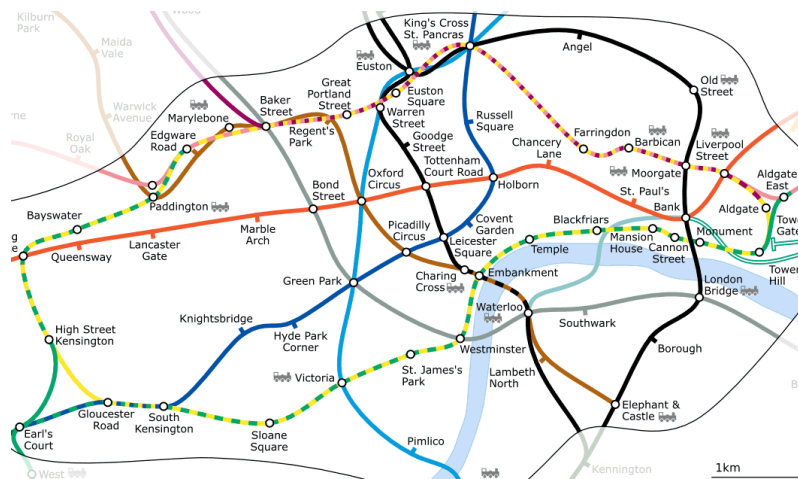 Kilburn
Park
Maida
Vale
Wood
King's Cross
St. Pancras
Angel
Euston
Old
Street
Great
Portland
Street
Euston
Square
Baker
Street
Marylebone
Warwick
Avenue
Warren
Street
Regent's
Park
Russell
Square
Edgware
Road
Royal
Oak
Goodge
Street
Farringdon
Barbican
Liverpool
Street
Chancery
Lane
Moorgate
Tottenham
Court Road
Aldgate
East
Oxford
Circus
Holborn
Bond
Street
St. Paul's
Bank
Aldgate
Paddington
Bayswater
Marble
Arch
Lancaster
Gate
Queensway
Picadilly
Circus
Covent
Garden
Leicester
Square
Blackfriars
Temple
Mansion
House
Cannon
Street
Monument
Tower
Hill
Green Park
Charing
Cross
Embankment
London
Bridge
Waterloo
Knightsbridge
Hyde Park
Corner
Southwark
High Street
Kensington
Westminster
Borough
St. James's
Park
Lambeth
North
Victoria
Gloucester
Road
South
Kensington
Elephant &
Castle
Earl's
Court
Sloane
Square
Pimlico
West
Kennington
1km